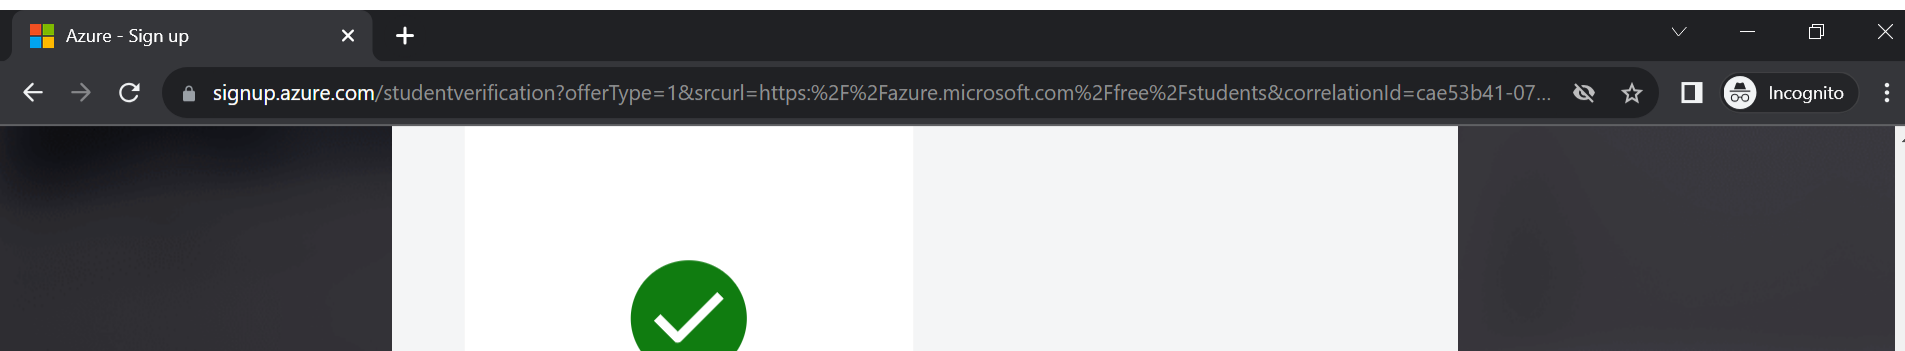 Azure - Sign up
signup.azure.com/studentverification?offerType=1&srcurl=https:%2F%2Fazure.microsoft.com%2Ffree%2Fstudents&correlationId=cae53b41-07...
Incognito